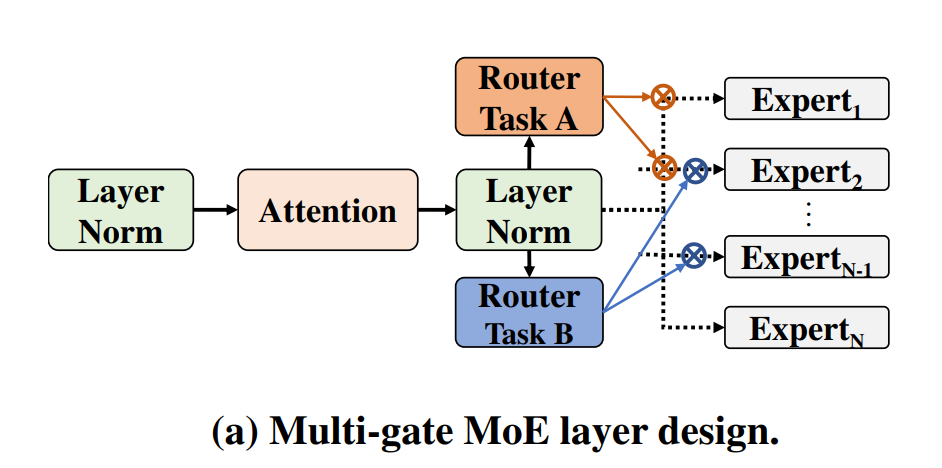 Router
Task A
Layer
Norm
Attention
Layer
Norm
Router
Task B
Expert1
Expert2
⋮
ExpertN-1
ExpertN
(a) Multi-gate MoE layer design.